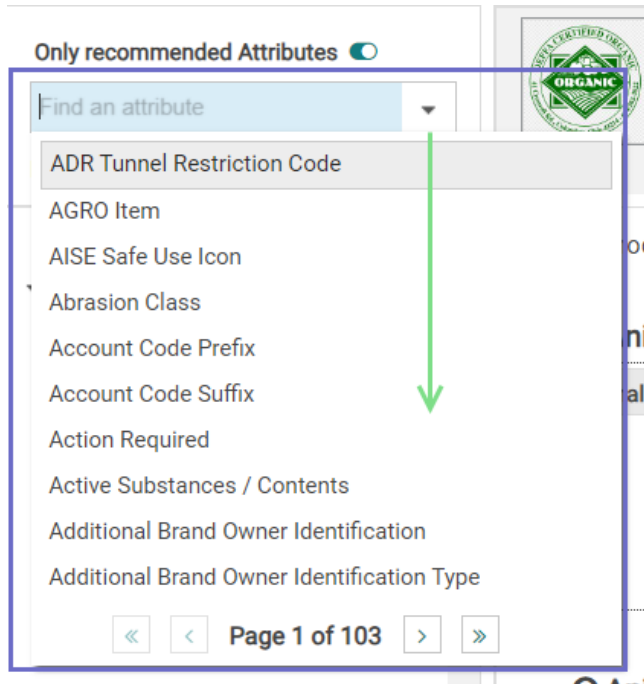 Only recommended Attributes
Find an attribute
ADR Tunnel Restriction Code
AGRO Item
AISE Safe Use Icon
Abrasion Class
Account Code Prefix
Account Code Suffix
Action Required
Active Substances / Contents
Additional Brand Owner Identification
Additional Brand Owner Identification Type
« < Page 1 of 103 > »
ORGANIC